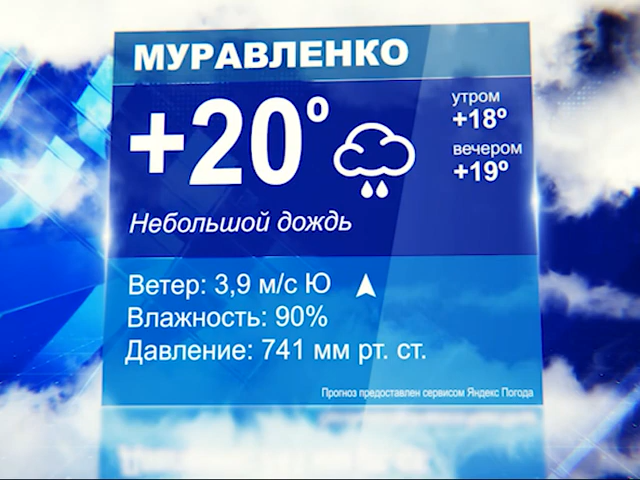 МУРАВЛЕНКО
+20°
утром
+18°
вечером
+19°
Небольшой дождь
Ветер: 3,9 м/с Ю
Влажность: 90%
Давление: 741 мм рт. ст.
Прогноз предоставлен сервисом Яндекс Погода